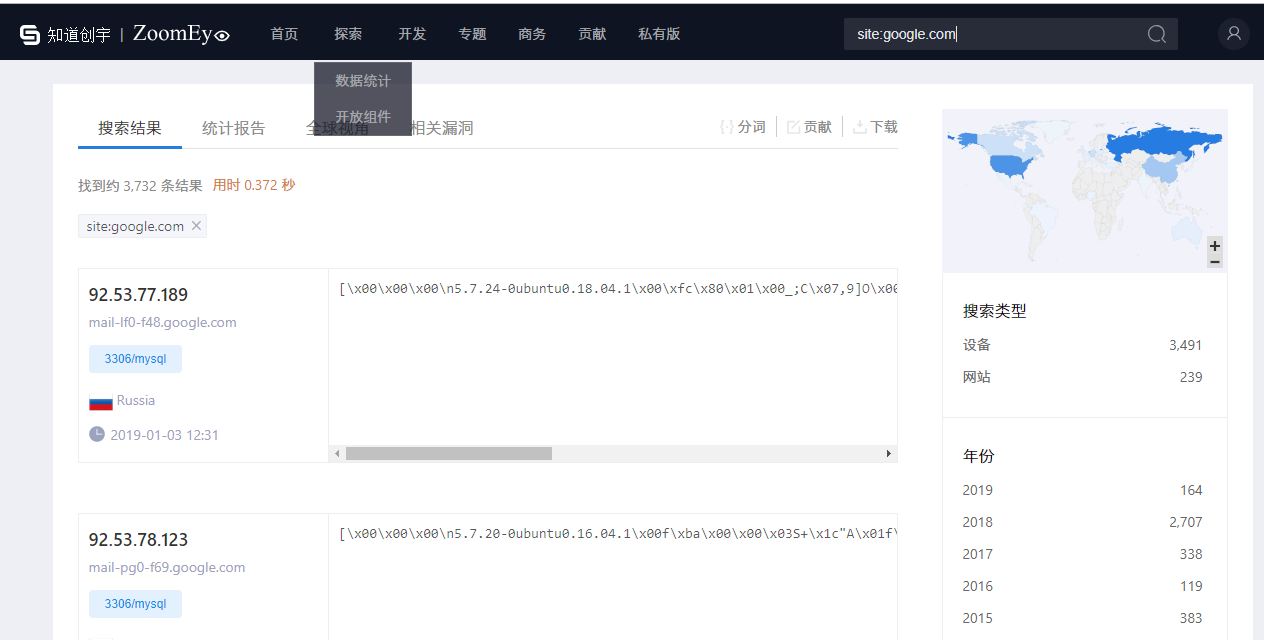 知道创宇 | ZoomEye 首页 探索 开发 专题 商务 贡献 私有版 site:google.com
数据统计
开放组件
搜索结果 统计报告 全球视角 相关漏洞 分词 贡献 下载
找到约 3,732 条结果 用时 0.372 秒
site:google.com ×
92.53.77.189
mail-lf0-f48.google.com
3306/mysql
Russia
2019-01-03 12:31
[\x00\x00\x00\n5.7.24-0ubuntu0.18.04.1\x00\xfc\x80\x01\x00_;C\x07,9]O\x00
92.53.78.123
mail-pg0-f69.google.com
3306/mysql
[\x00\x00\x00\n5.7.20-0ubuntu0.16.04.1\x00f\xba\x00\x00\x03S+\x1c"A\x01f\
+
−
搜索类型
设备 3,491
网站 239
年份
2019 164
2018 2,707
2017 338
2016 119
2015 383